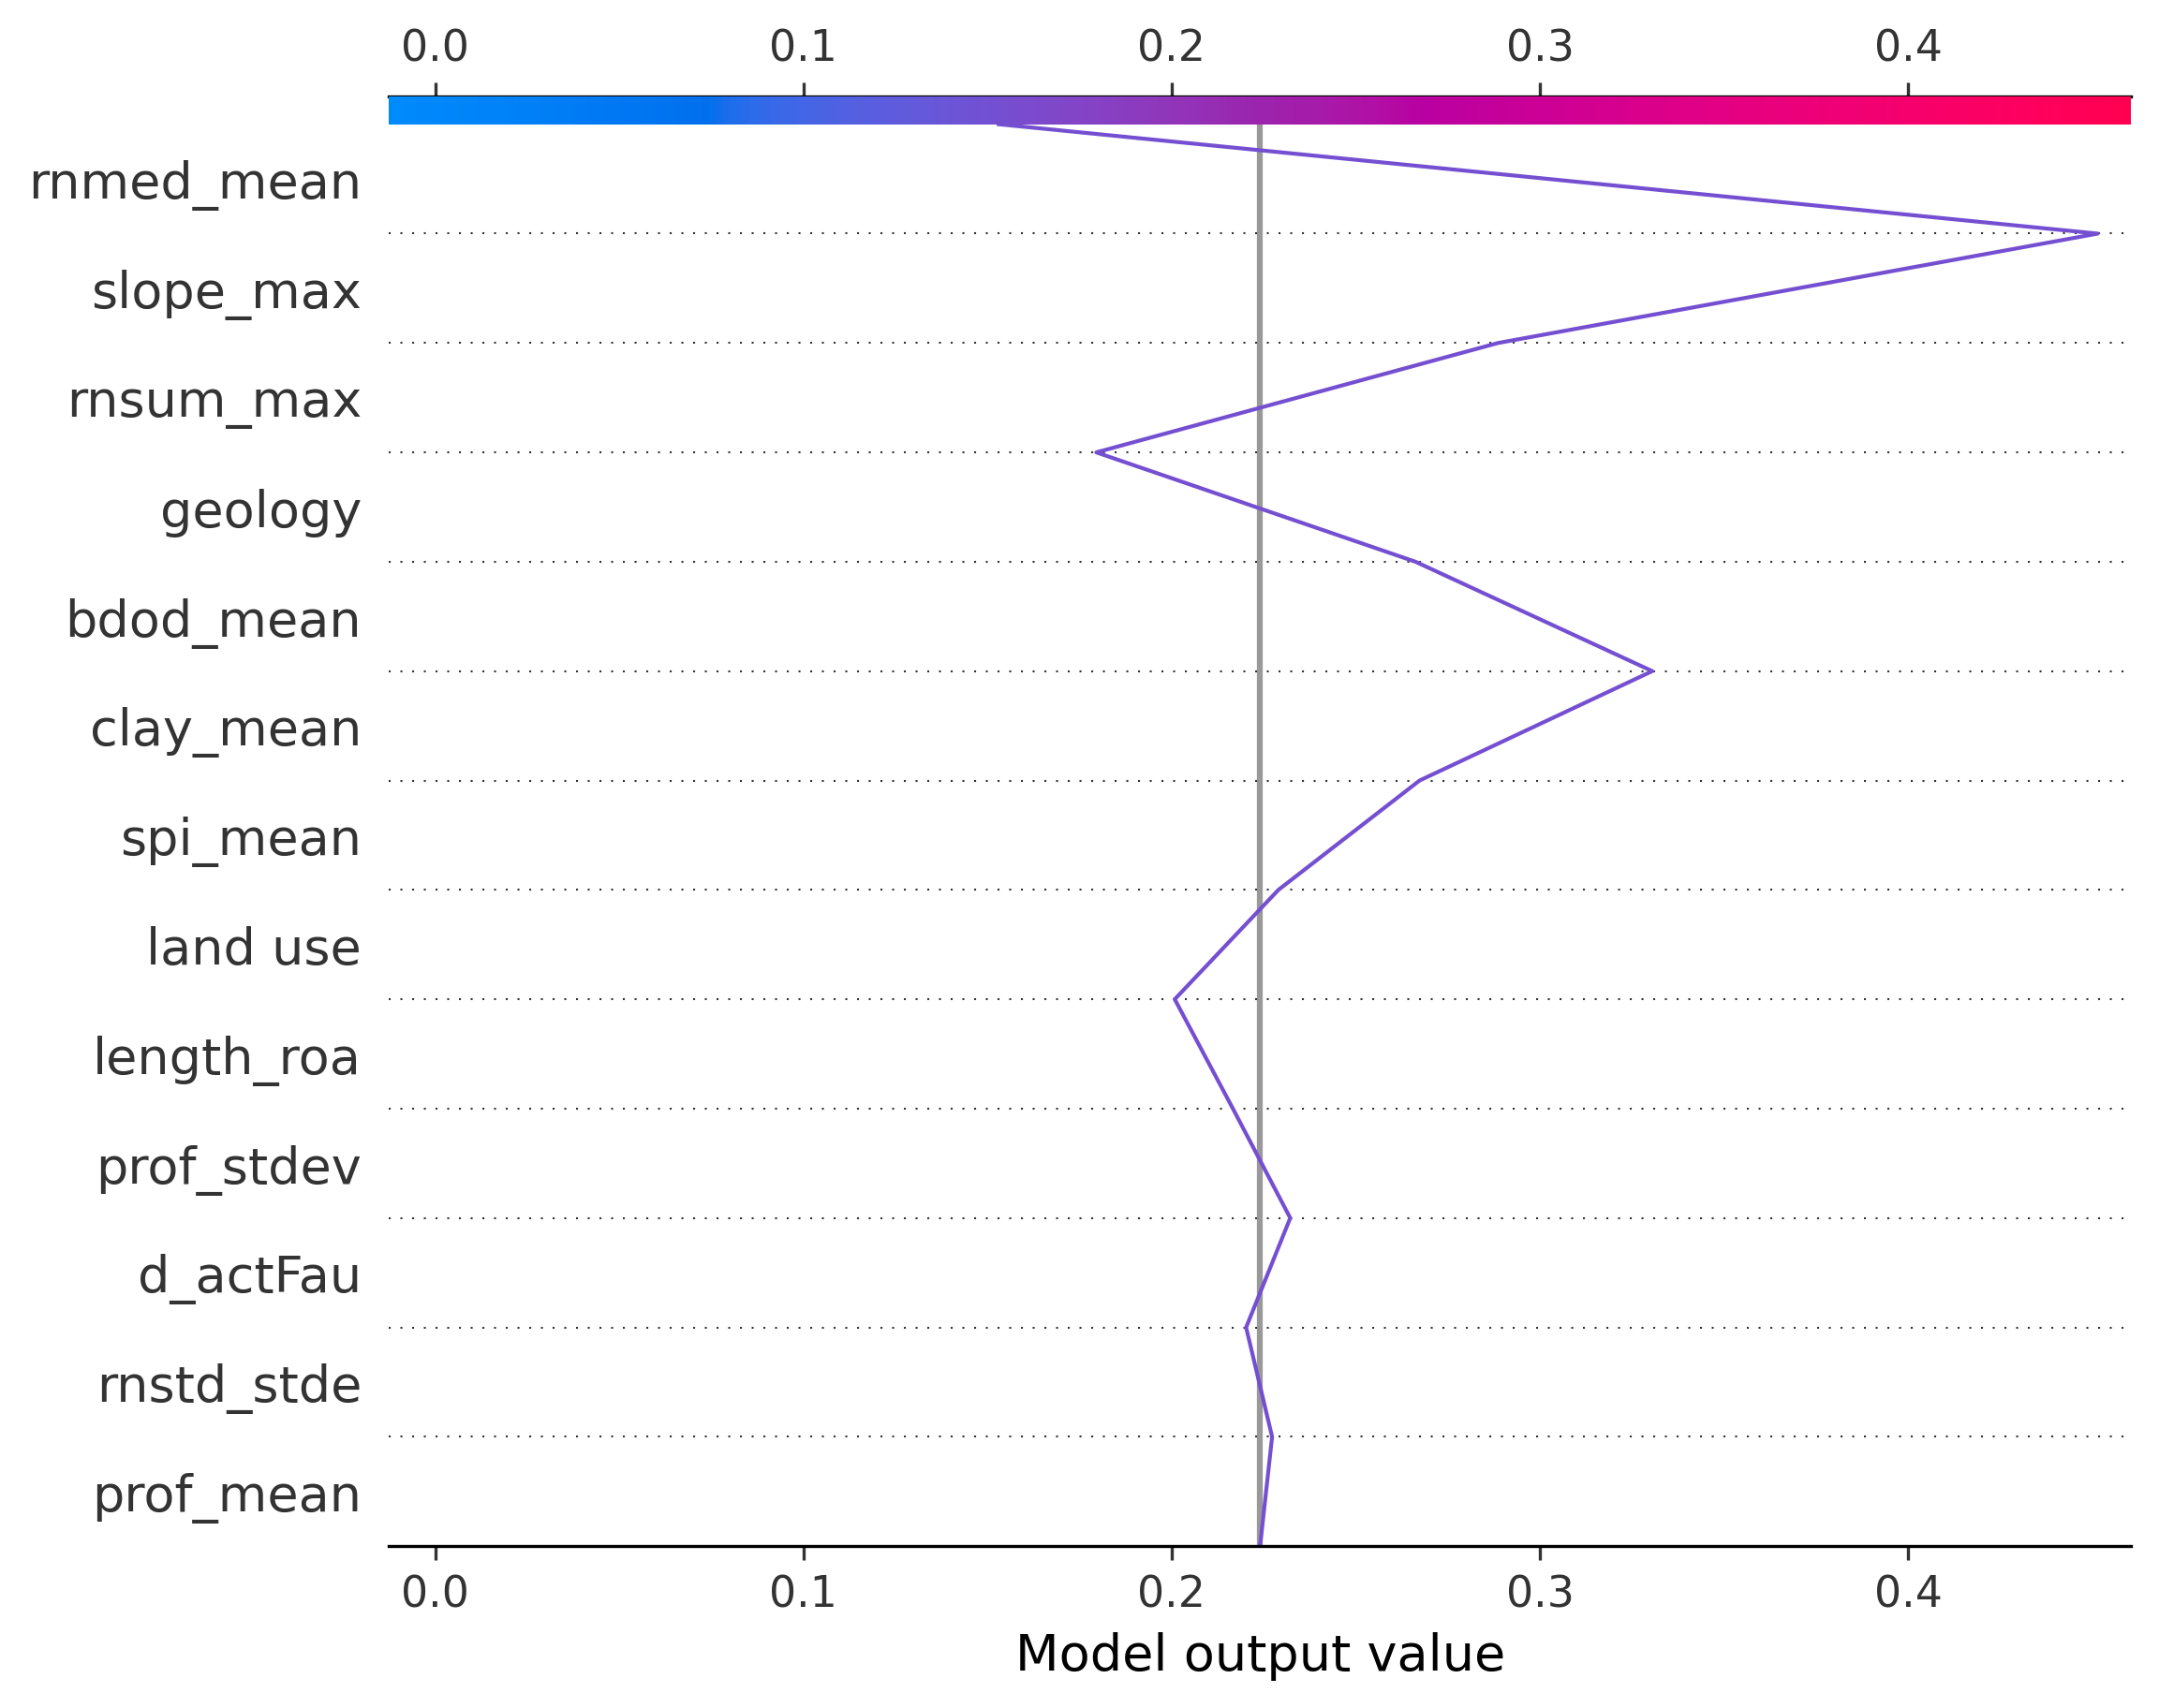 0.0 0.1 0.2 0.3 0.4
rnmed_mean
slope_max
rnsum_max
geology
bdod_mean
clay_mean
spi_mean
land use
length_roa
prof_stdev
d_actFau
rnstd_stde
prof_mean
0.0 0.1 0.2 0.3 0.4
Model output value